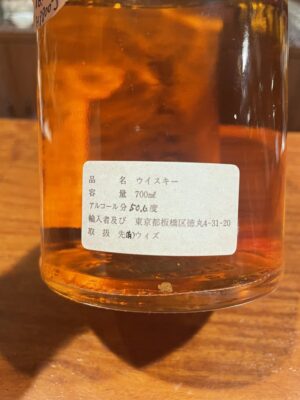 品名 ウイスキー
容量 700㎖
アルコール分 50.6度
輸入者及び 東京都板橋区徳丸4-31-20
取扱先 ㈲ウィズ